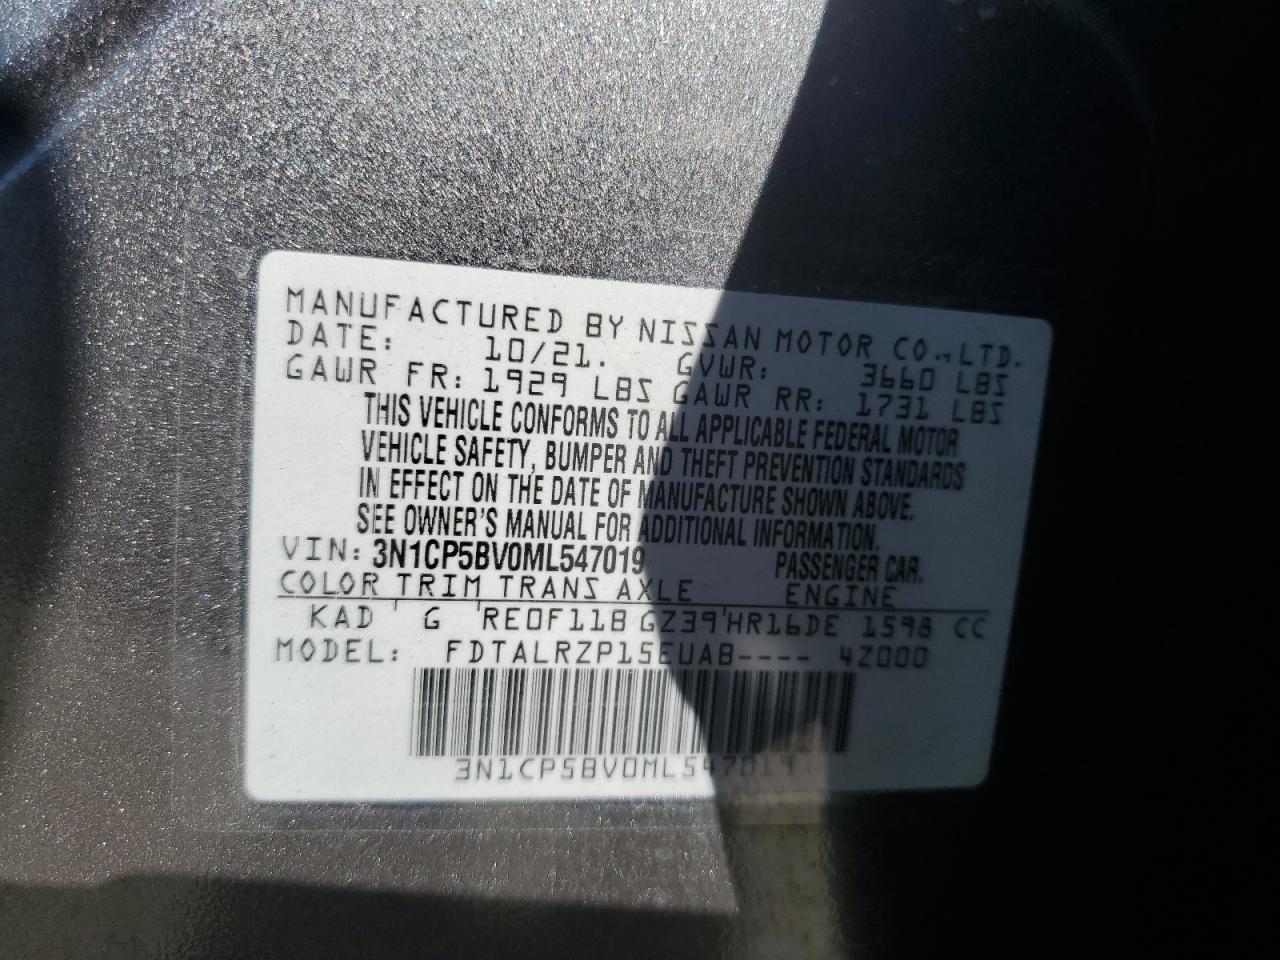 MANUFACTURED BY NISSAN MOTOR CO., LTD.
DATE: 10/21. GVWR: 3660 LBS
GAWR FR: 1929 LBS GAWR RR: 1731 LBS
THIS VEHICLE CONFORMS TO ALL APPLICABLE FEDERAL MOTOR
VEHICLE SAFETY, BUMPER AND THEFT PREVENTION STANDARDS
IN EFFECT ON THE DATE OF MANUFACTURE SHOWN ABOVE.
SEE OWNER'S MANUAL FOR ADDITIONAL INFORMATION.
VIN: 3N1CP5BV0ML547019 PASSENGER CAR.
COLOR TRIM TRANS AXLE ENGINE
KAD ' G 'RE0F11B GZ39'HR16DE 1598 CC
MODEL: FDTALRZP15EUAB---- 4Z000
3N1CP5BV0ML547019